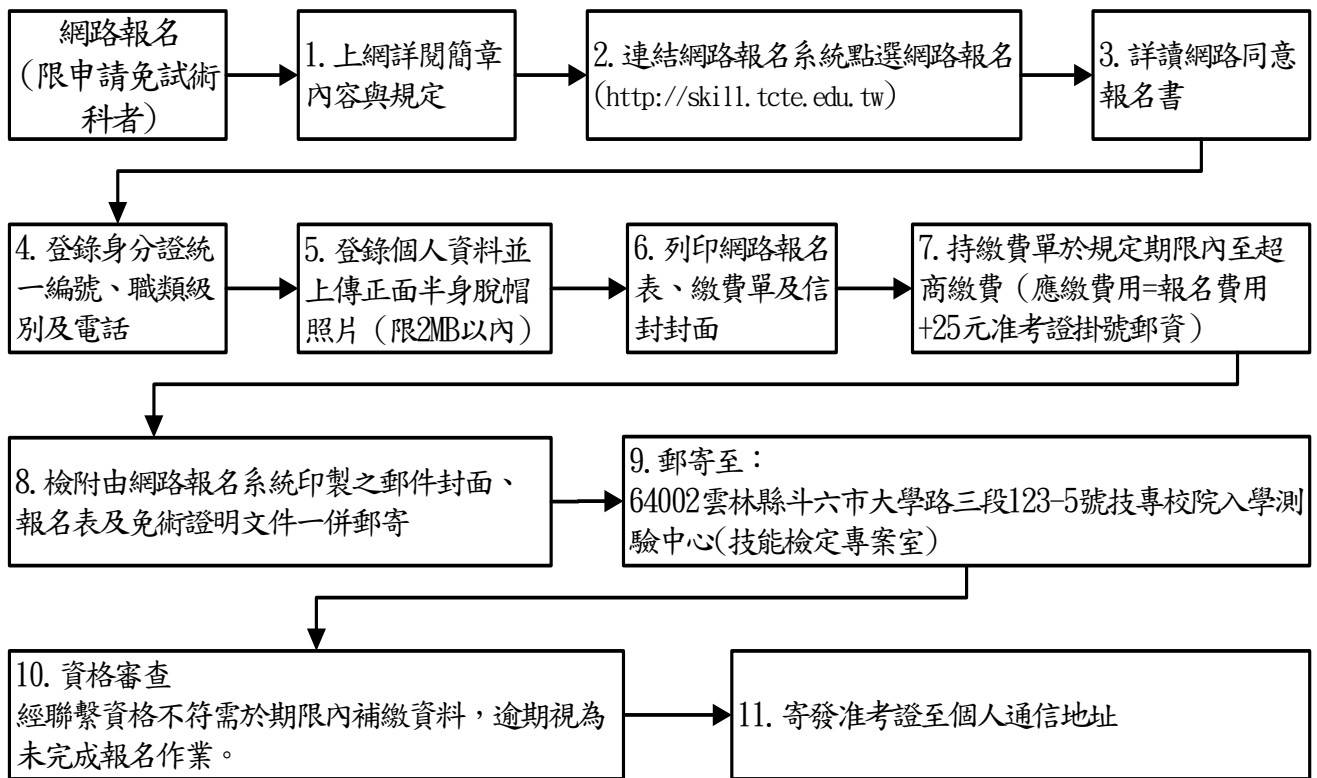 網路報名
(限申請免試術
科者)
1. 上網詳閱簡章
內容與規定
2. 連結網路報名系統點選網路報名
(http://skill.tcte.edu.tw)
3. 詳讀網路同意
報名書
4. 登錄身分證統
一編號、職類級
別及電話
5. 登錄個人資料並
上傳正面半身脫帽
照片（限2MB以內）
6. 列印網路報名
表、繳費單及信
封封面
7. 持繳費單於規定期限內至超
商繳費（應繳費用=報名費用
+25元准考證掛號郵資）
8. 檢附由網路報名系統印製之郵件封面、
報名表及免術證明文件一併郵寄
9. 郵寄至：
64002雲林縣斗六市大學路三段123-5號技專校院入學測
驗中心(技能檢定專案室)
10. 資格審查
經聯繫資格不符需於期限內補繳資料，逾期視為
未完成報名作業。
11. 寄發准考證至個人通信地址